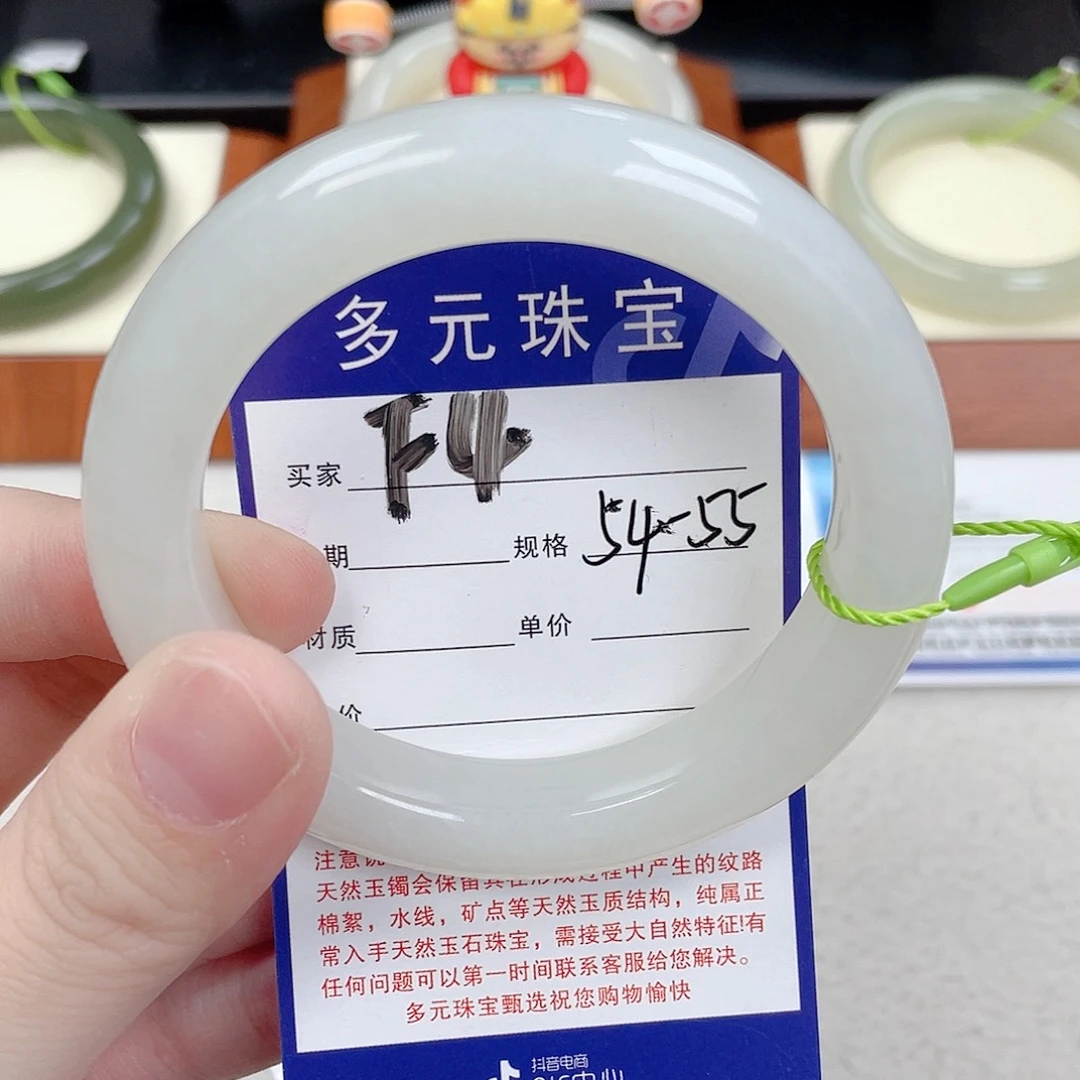 多元珠宝
买家 F4
期 规格 54-55
材质 单价
价
注意说
天然玉镯会保留其在形成过程中产生的纹路
棉絮，水线，矿点等天然玉质结构，纯属正
常入手天然玉石珠宝，需接受大自然特征!有
任何问题可以第一时间联系客服给您解决。
多元珠宝甄选祝您购物愉快
抖音电商